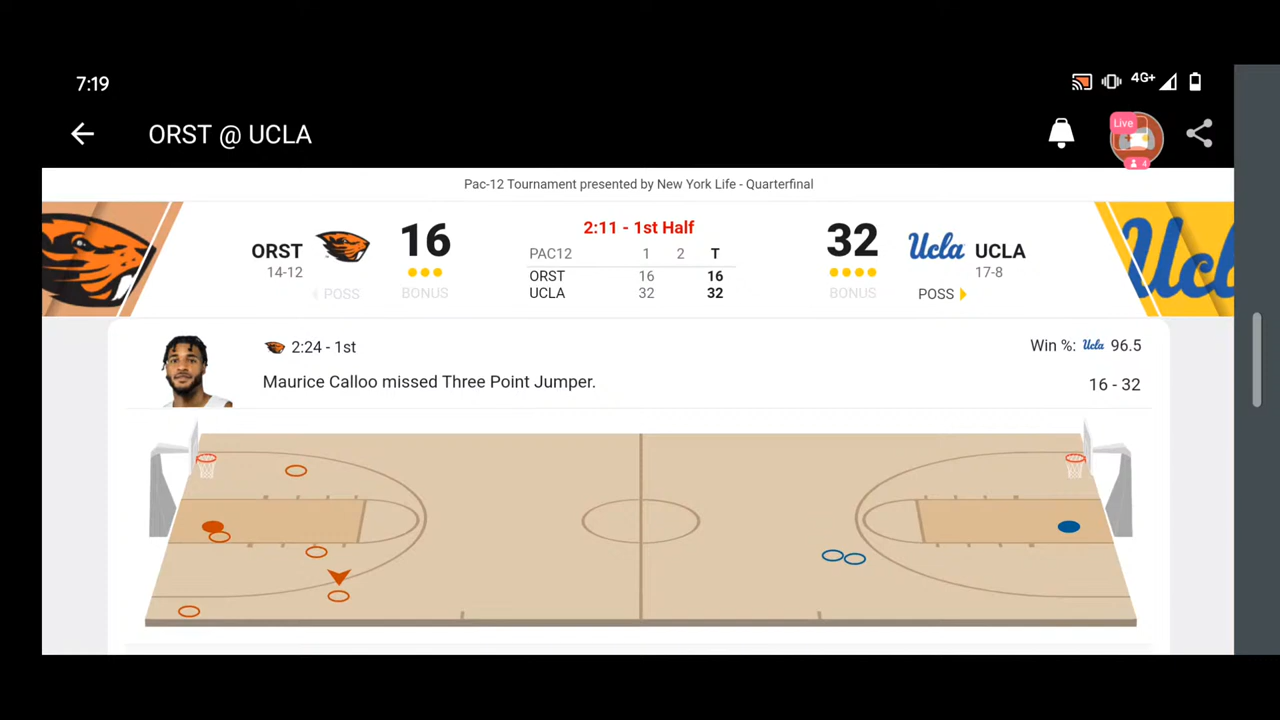 7:19
4G+
ORST @ UCLA
Live
4
Pac-12 Tournament presented by New York Life - Quarterfinal
ORST
14-12
POSS
16
BONUS
2:11 - 1st Half
PAC12 1 2 T
ORST 16 16
UCLA 32 32
32
BONUS
Ucla
UCLA
17-8
POSS
Ucl
2:24 - 1st
Maurice Calloo missed Three Point Jumper.
Win %: Ucla 96.5
16 - 32